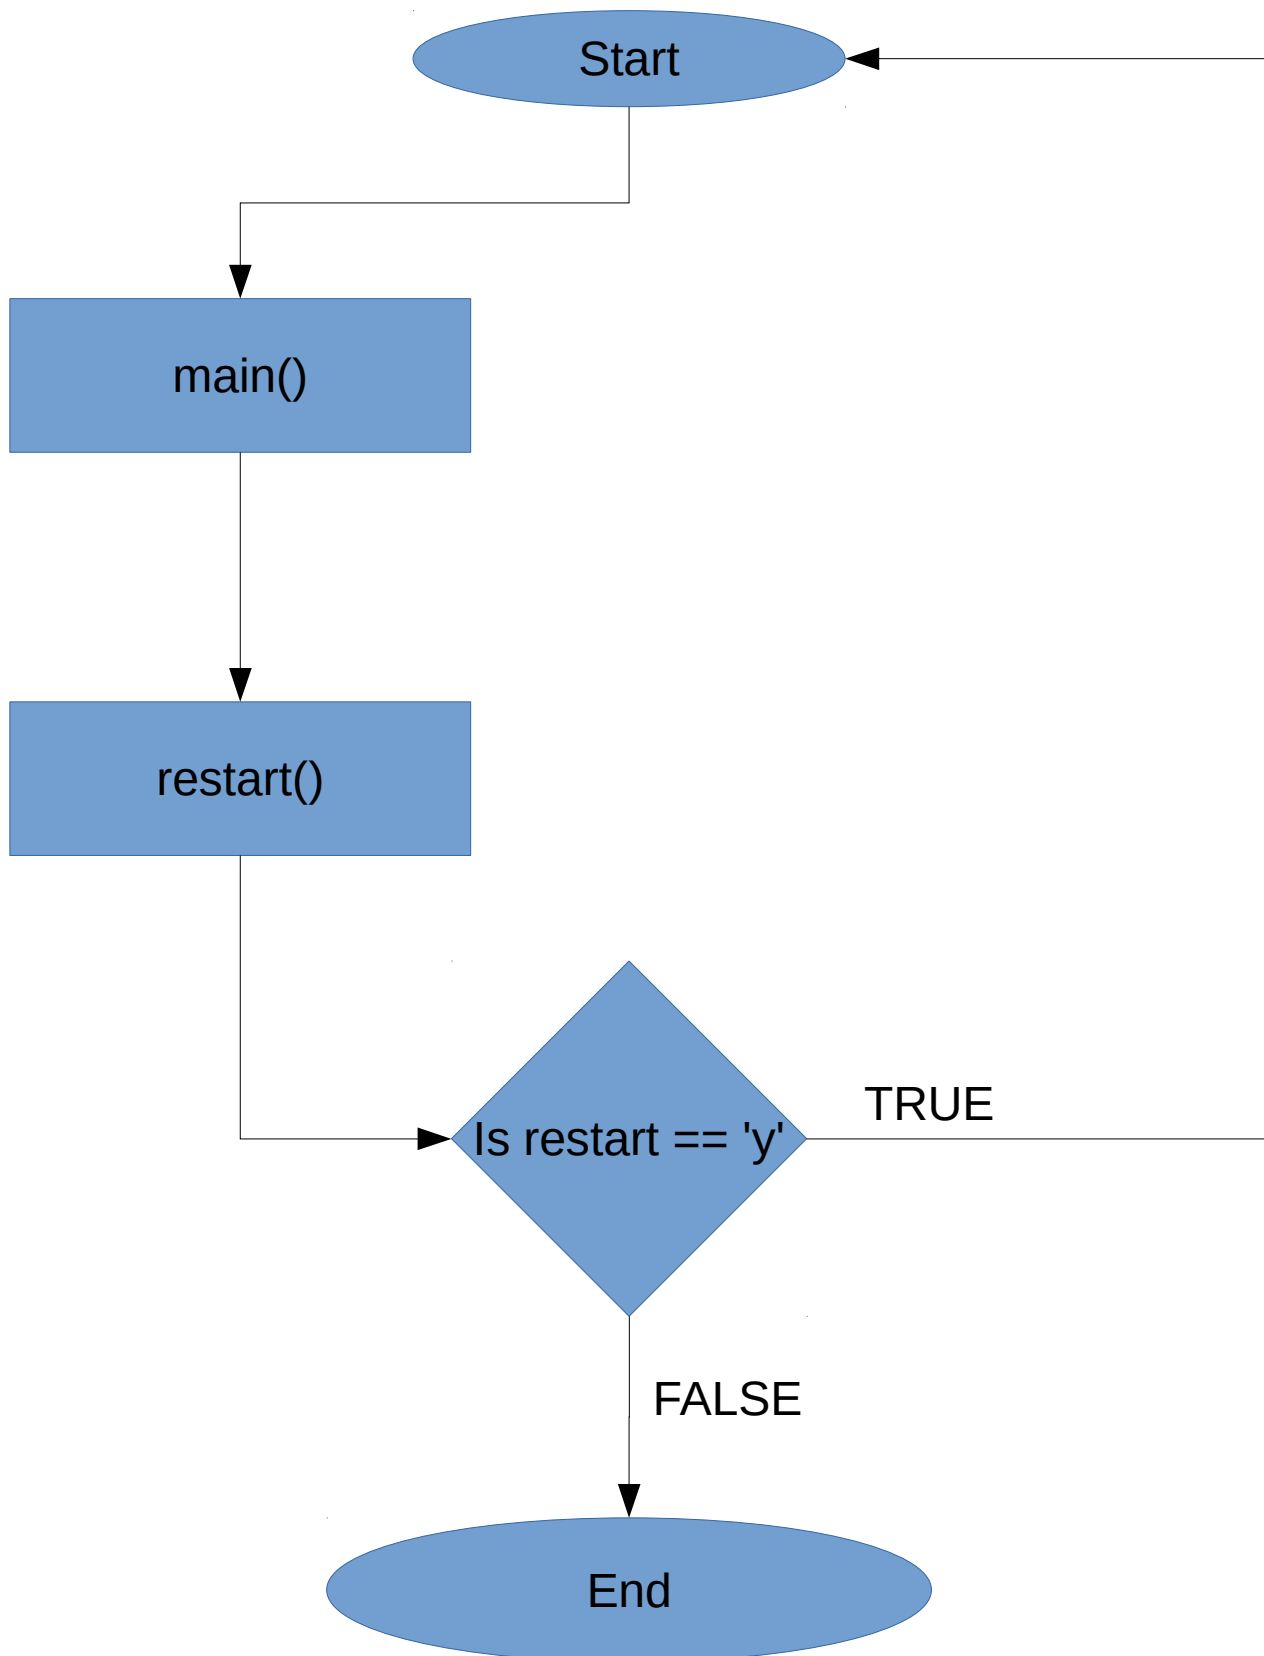 Start
main()
restart()
Is restart == 'y'
TRUE
FALSE
End